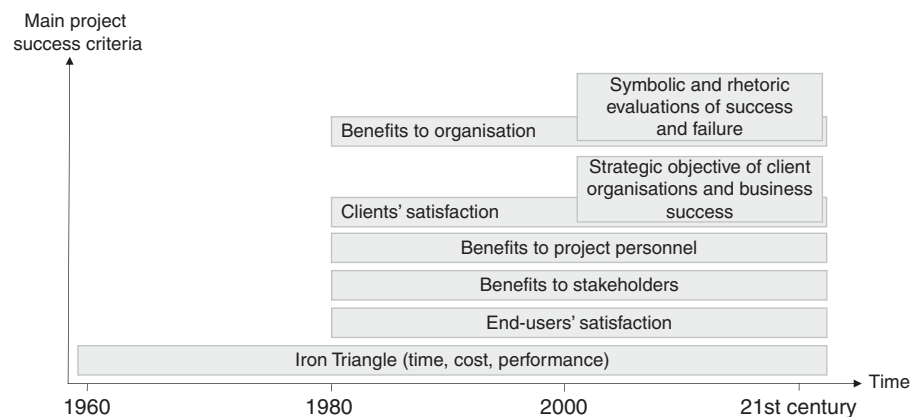 Main project
success criteria
Symbolic and rhetoric
evaluations of success
and failure
Benefits to organisation
Strategic objective of client
organisations and business
success
Clients’ satisfaction
Benefits to project personnel
Benefits to stakeholders
End-users’ satisfaction
Iron Triangle (time, cost, performance)
Time
1960 1980 2000 21st century